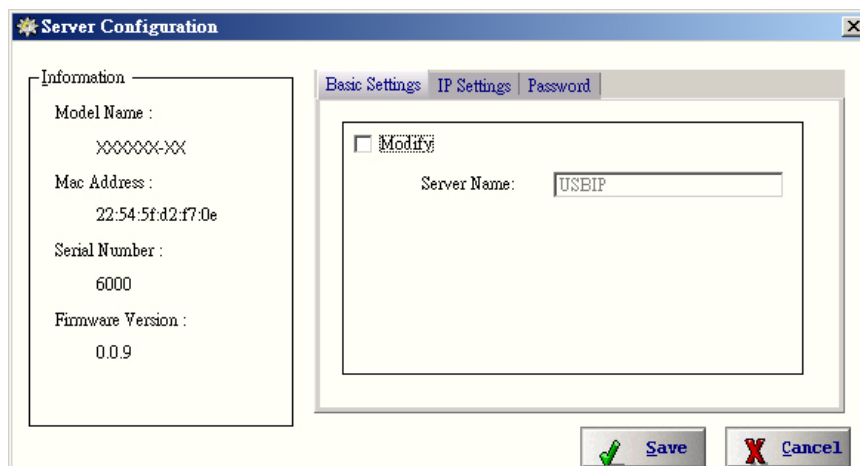 Server Configuration
Information
Model Name :
XXXXXX-XX
Mac Address :
22:54:5f:d2:f7:0e
Serial Number :
6000
Firmware Version :
0.0.9
Basic Settings IP Settings Password
Modify
Server Name: USBIP
Save Cancel